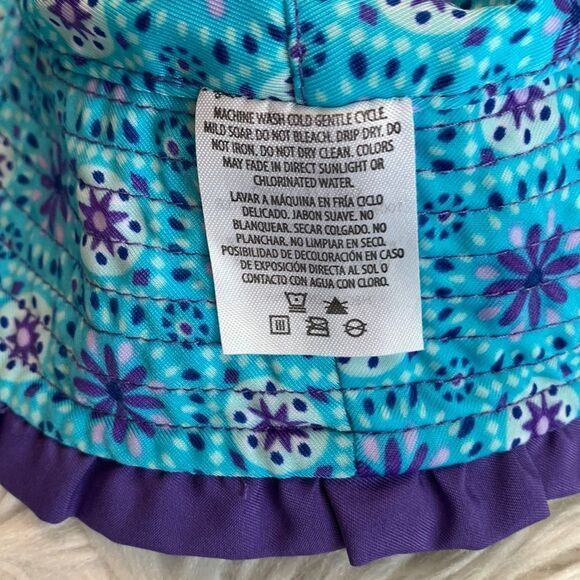 MACHINE WASH COLD GENTLE CYCLE.
MILD SOAP. DO NOT BLEACH. DRIP DRY. DO
NOT IRON. DO NOT DRY CLEAN. COLORS
MAY FADE IN DIRECT SUNLIGHT OR
CHLORINATED WATER.
LAVAR A MÁQUINA EN FRÍA CICLO
DELICADO. JABON SUAVE. NO
BLANQUEAR. SECAR COLGADO. NO
PLANCHAR. NO LIMPIAR EN SECO.
POSIBILIDAD DE DECOLORACIÓN EN CASO
DE EXPOSICIÓN DIRECTA AL SOL O
CONTACTO CON AGUA CON CLORO.